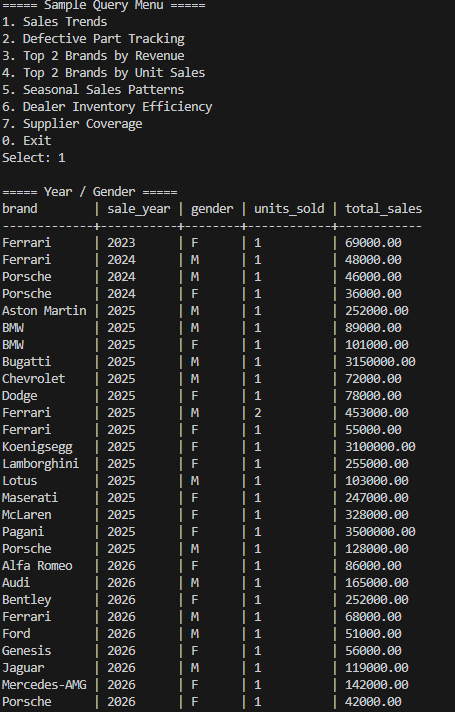 ===== Sample Query Menu =====
1. Sales Trends
2. Defective Part Tracking
3. Top 2 Brands by Revenue
4. Top 2 Brands by Unit Sales
5. Seasonal Sales Patterns
6. Dealer Inventory Efficiency
7. Supplier Coverage
0. Exit
Select: 1

===== Year / Gender =====
brand        | sale_year | gender | units_sold | total_sales
-------------+-----------+--------+------------+------------
Ferrari      | 2023      | F      | 1          | 69000.00
Ferrari      | 2024      | M      | 1          | 48000.00
Porsche      | 2024      | M      | 1          | 46000.00
Porsche      | 2024      | F      | 1          | 36000.00
Aston Martin | 2025      | M      | 1          | 252000.00
BMW          | 2025      | M      | 1          | 89000.00
BMW          | 2025      | F      | 1          | 101000.00
Bugatti      | 2025      | M      | 1          | 3150000.00
Chevrolet    | 2025      | M      | 1          | 72000.00
Dodge        | 2025      | F      | 1          | 78000.00
Ferrari      | 2025      | M      | 2          | 453000.00
Ferrari      | 2025      | F      | 1          | 55000.00
Koenigsegg   | 2025      | F      | 1          | 3100000.00
Lamborghini  | 2025      | F      | 1          | 255000.00
Lotus        | 2025      | M      | 1          | 103000.00
Maserati     | 2025      | F      | 1          | 247000.00
McLaren      | 2025      | F      | 1          | 328000.00
Pagani       | 2025      | F      | 1          | 3500000.00
Porsche      | 2025      | M      | 1          | 128000.00
Alfa Romeo   | 2026      | F      | 1          | 86000.00
Audi         | 2026      | M      | 1          | 165000.00
Bentley      | 2026      | F      | 1          | 252000.00
Ferrari      | 2026      | M      | 1          | 68000.00
Ford         | 2026      | M      | 1          | 51000.00
Genesis      | 2026      | F      | 1          | 56000.00
Jaguar       | 2026      | M      | 1          | 119000.00
Mercedes-AMG | 2026      | F      | 1          | 142000.00
Porsche      | 2026      | F      | 1          | 42000.00